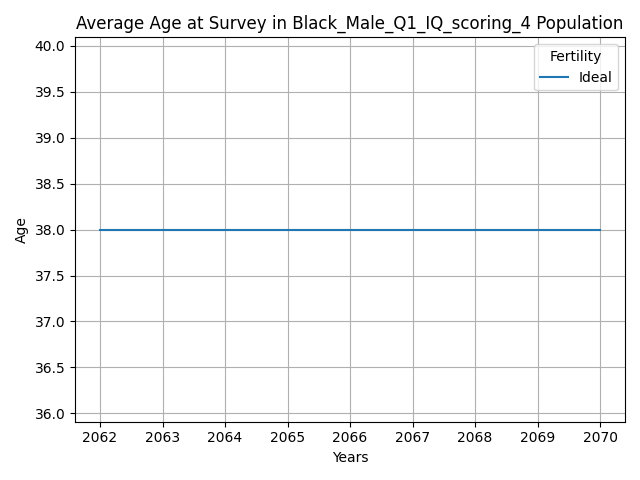 Average Age at Survey in Black_Male_Q1_IQ_scoring_4 Population
Fertility
Ideal
40.0
39.5
39.0
38.5
38.0
37.5
37.0
36.5
36.0
Age
2062 2063 2064 2065 2066 2067 2068 2069 2070
Years